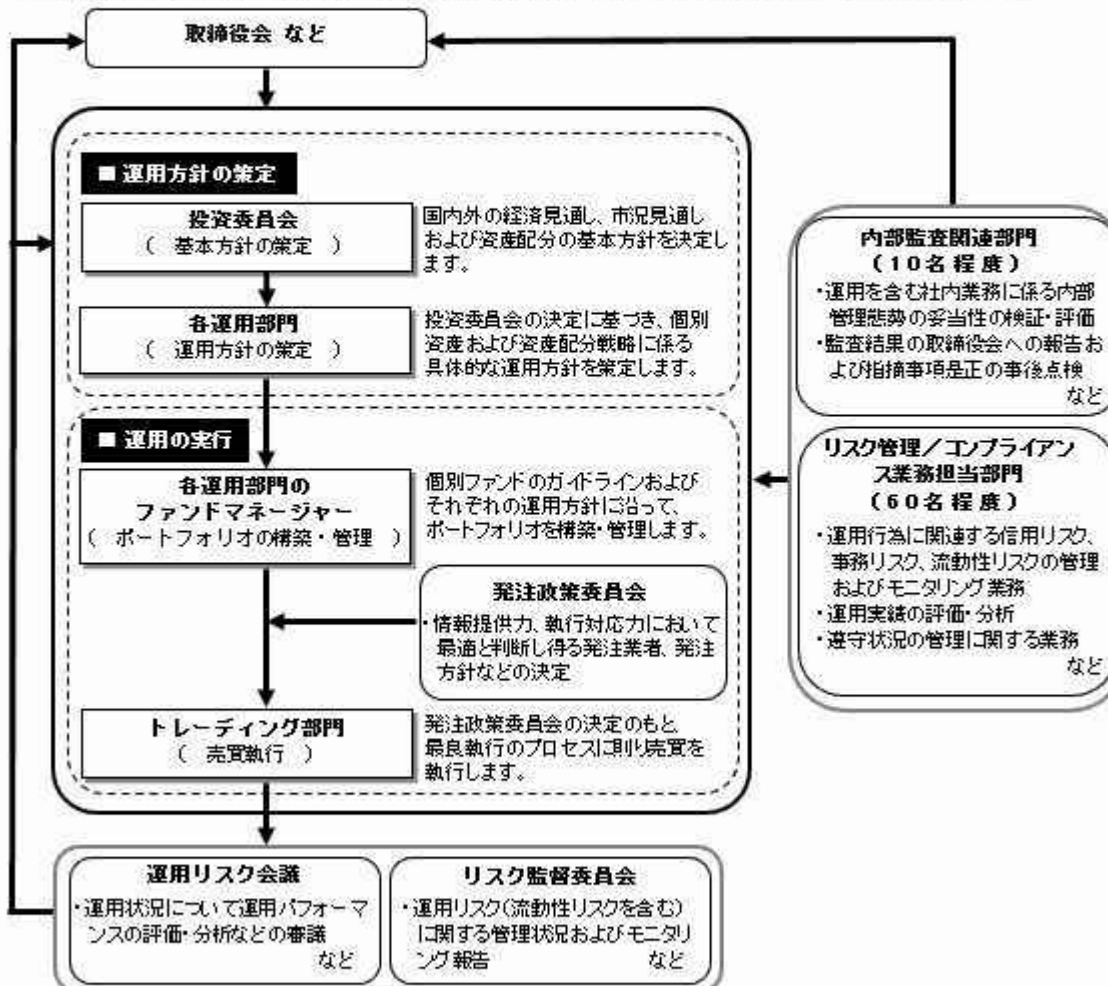 取締役会 など
■ 運用方針の策定
投資委員会
( 基本方針の策定 )
国内外の経済見通し、市況見通し
および資産配分の基本方針を決定し
ます。
各運用部門
( 運用方針の策定 )
投資委員会の決定に基づき、個別
資産および資産配分戦略に係る
具体的な運用方針を策定します。
■ 運用の実行
各運用部門の
ファンドマネージャー
( ポートフォリオの構築・管理 )
個別ファンドのガイドラインおよび
それぞれの運用方針に沿って、
ポートフォリオを構築・管理します。
発注政策委員会
・情報提供力、執行対応力において
最適と判断し得る発注業者、発注
方針などの決定
トレーディング部門
( 売買執行 )
発注政策委員会の決定のもと、
最良執行のプロセスに則り売買を
執行します。
内部監査関連部門
(10名程度)
・運用を含む社内業務に係る内部
管理態勢の妥当性の検証・評価
・監査結果の取締役会への報告お
よび指摘事項是正の事後点検
など
リスク管理/コンプライアン
ス業務担当部門
(60名程度)
・運用行為に関連する信用リスク、
事務リスク、流動性リスクの管理
およびモニタリング業務
・運用実績の評価・分析
・遵守状況の管理に関する業務
など
運用リスク会議
・運用状況について運用パフォーマ
ンスの評価・分析などの審議
など
リスク監督委員会
・運用リスク(流動性リスクを含む)
に関する管理状況およびモニタリ
ング報告 など